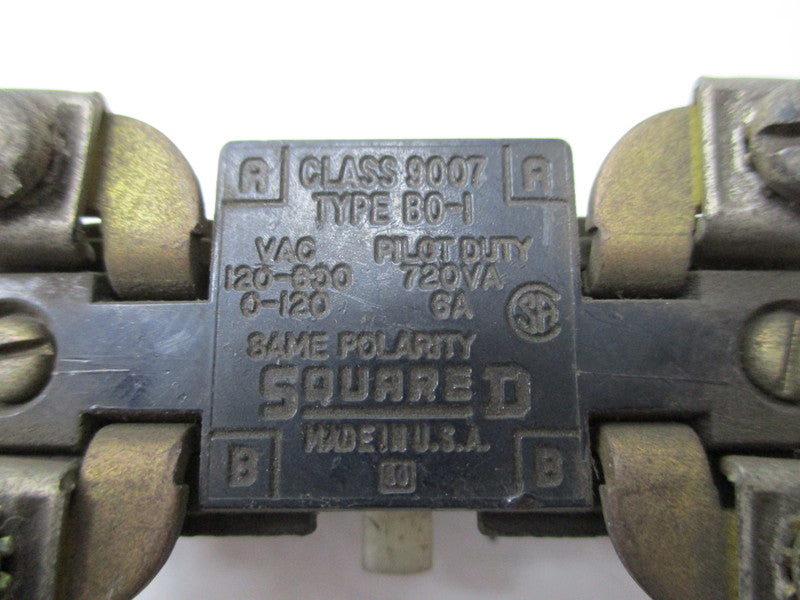 A CLASS 9007 A
TYPE BO-1
VAC PILOT DUTY
120-600 720VA
0-120 6A
SA
SAME POLARITY
SQUARE D
MADE IN U.S.A.
B B